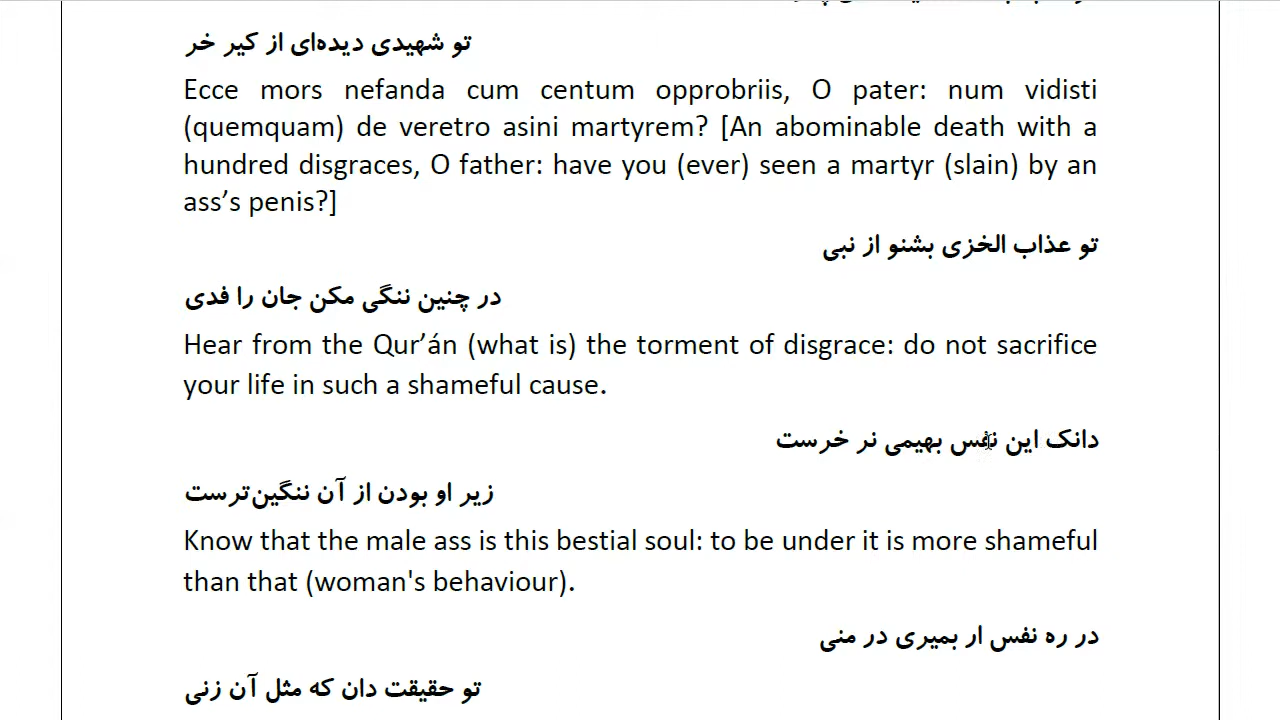 تو شهیدی دیده‌ای از کیر خر
Ecce mors nefanda cum centum opprobriis, O pater: num vidisti
(quemquam) de veretro asini martyrem? [An abominable death with a
hundred disgraces, O father: have you (ever) seen a martyr (slain) by an
ass’s penis?]
تو عذاب الخزی بشنو از نبی
در چنین ننگی مکن جان را فدی
Hear from the Qur’án (what is) the torment of disgrace: do not sacrifice
your life in such a shameful cause.
دانک این نفس بهیمی نر خرست
زیر او بودن از آن ننگین‌ترست
Know that the male ass is this bestial soul: to be under it is more shameful
than that (woman's behaviour).
در ره نفس ار بمیری در منی
تو حقیقت دان که مثل آن زنی